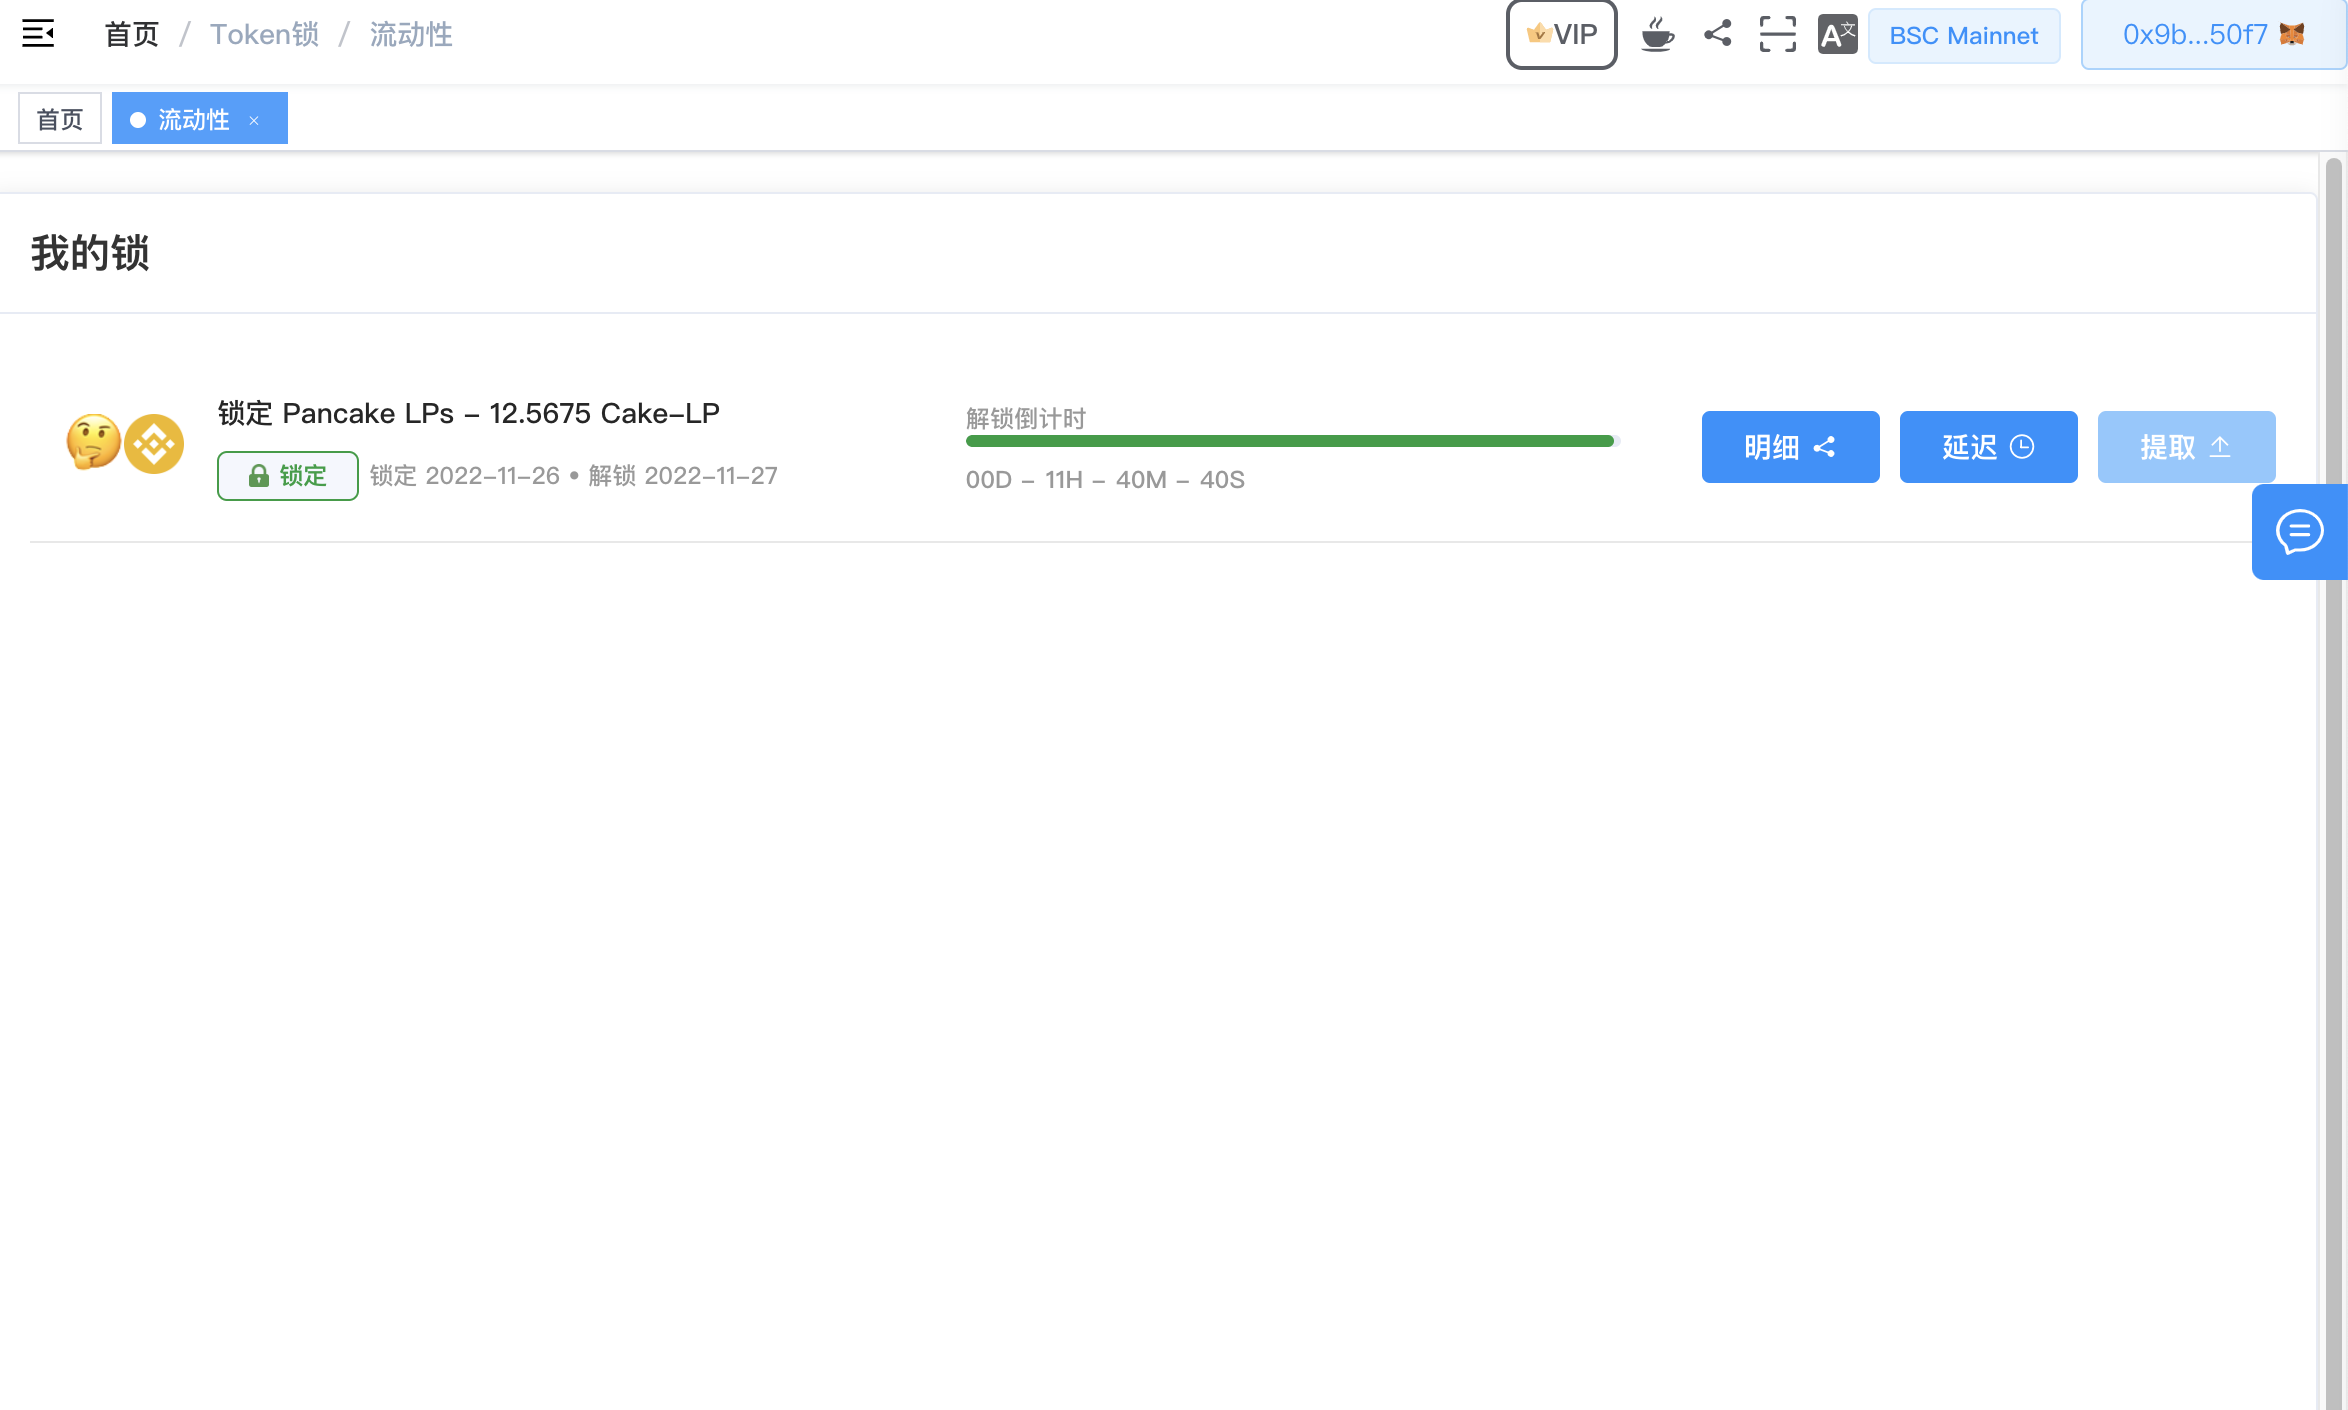 首页 / Token锁 / 流动性
VIP
BSC Mainnet
0x9b...50f7
首页
流动性 ×
我的锁
锁定 Pancake LPs - 12.5675 Cake-LP
锁定 锁定 2022-11-26 • 解锁 2022-11-27
解锁倒计时
00D - 11H - 40M - 40S
明细
延迟
提取